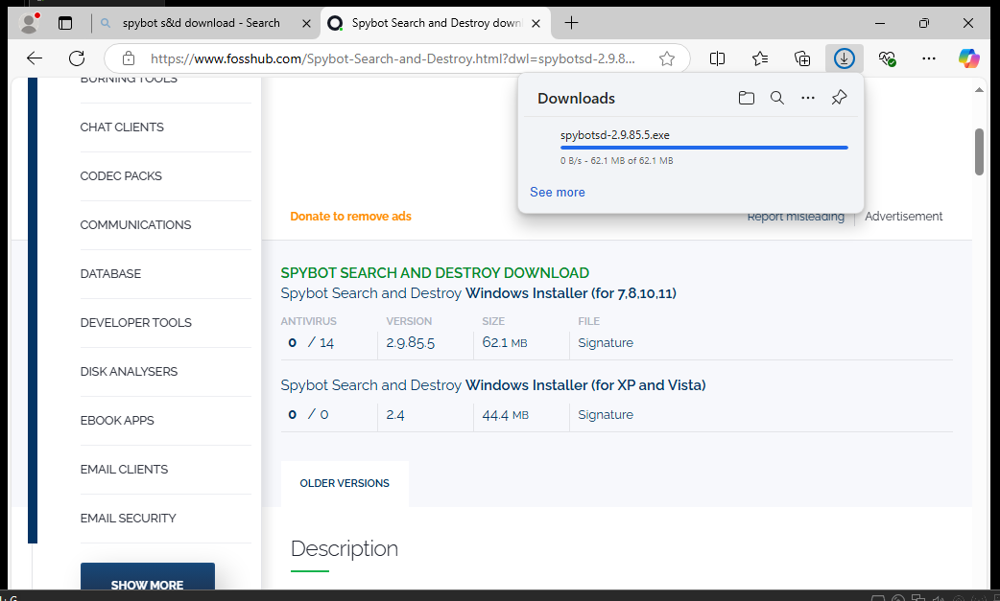 spybot s&d download - Search
Spybot Search and Destroy down
https://www.fosshub.com/Spybot-Search-and-Destroy.html?dwl=spybotsd-2.9.8...
Downloads
spybotsd-2.9.85.5.exe
0 B/s - 62.1 MB of 62.1 MB
See more
BURNING TOOLS
CHAT CLIENTS
CODEC PACKS
COMMUNICATIONS
DATABASE
DEVELOPER TOOLS
DISK ANALYSERS
EBOOK APPS
EMAIL CLIENTS
EMAIL SECURITY
SHOW MORE
Donate to remove ads
Report misleading
Advertisement
SPYBOT SEARCH AND DESTROY DOWNLOAD
Spybot Search and Destroy Windows Installer (for 7,8,10,11)
ANTIVIRUS VERSION SIZE FILE
0 / 14 2.9.85.5 62.1 MB Signature
Spybot Search and Destroy Windows Installer (for XP and Vista)
0 / 0 2.4 44.4 MB Signature
OLDER VERSIONS
Description